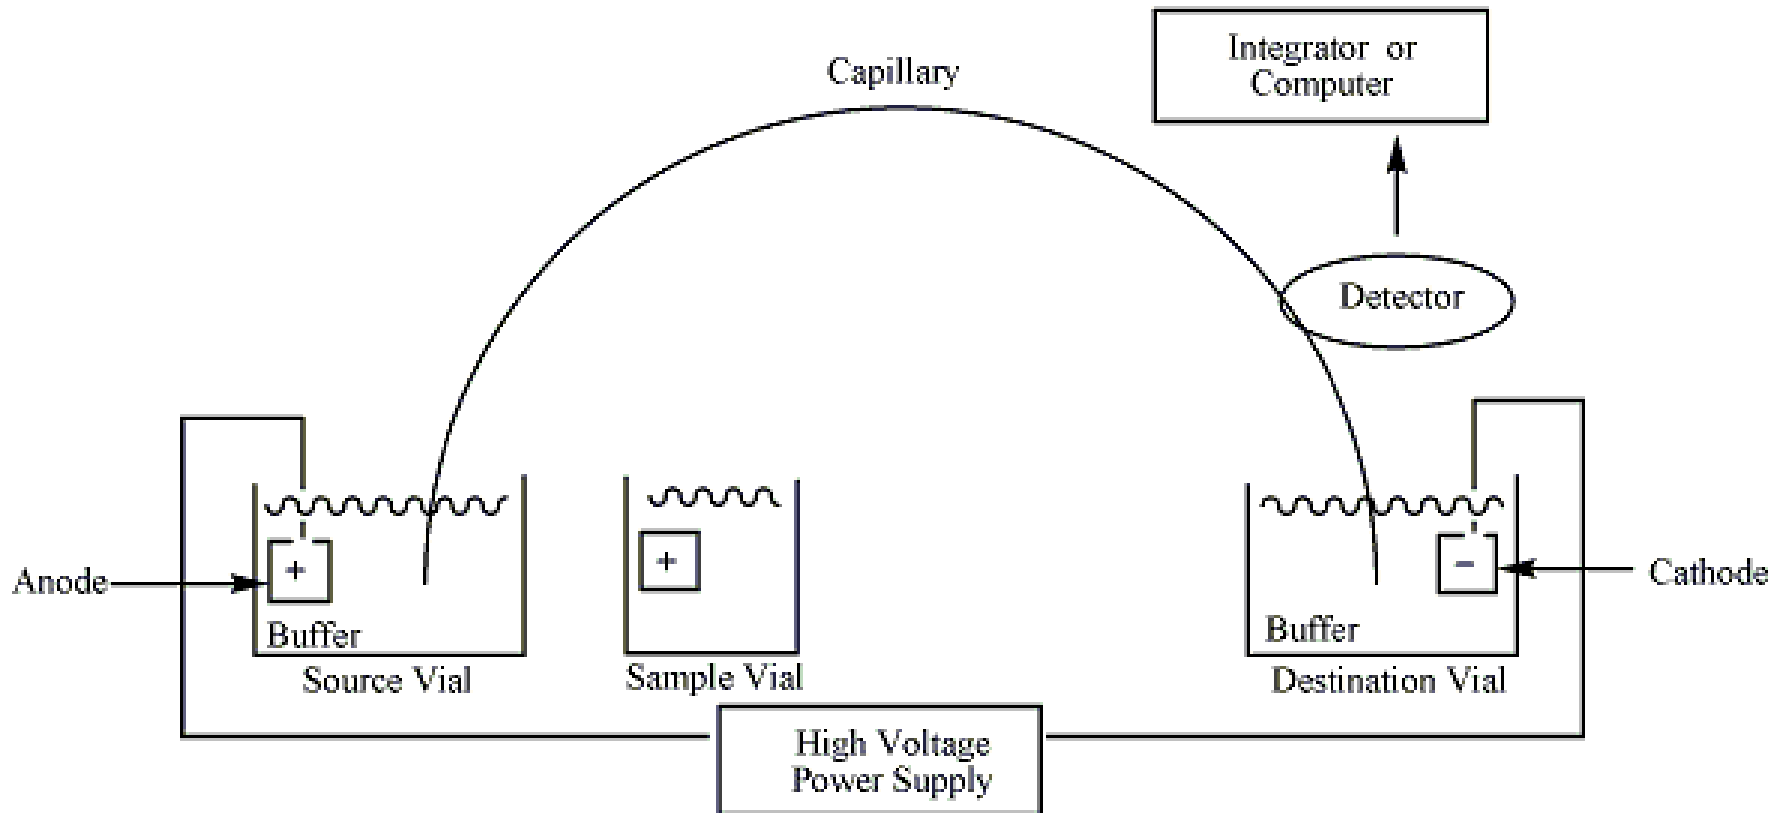 Integrator or
Computer
Capillary
Detector
Anode
+
+
−
Cathode
Buffer
Buffer
Source Vial
Sample Vial
Destination Vial
High Voltage
Power Supply